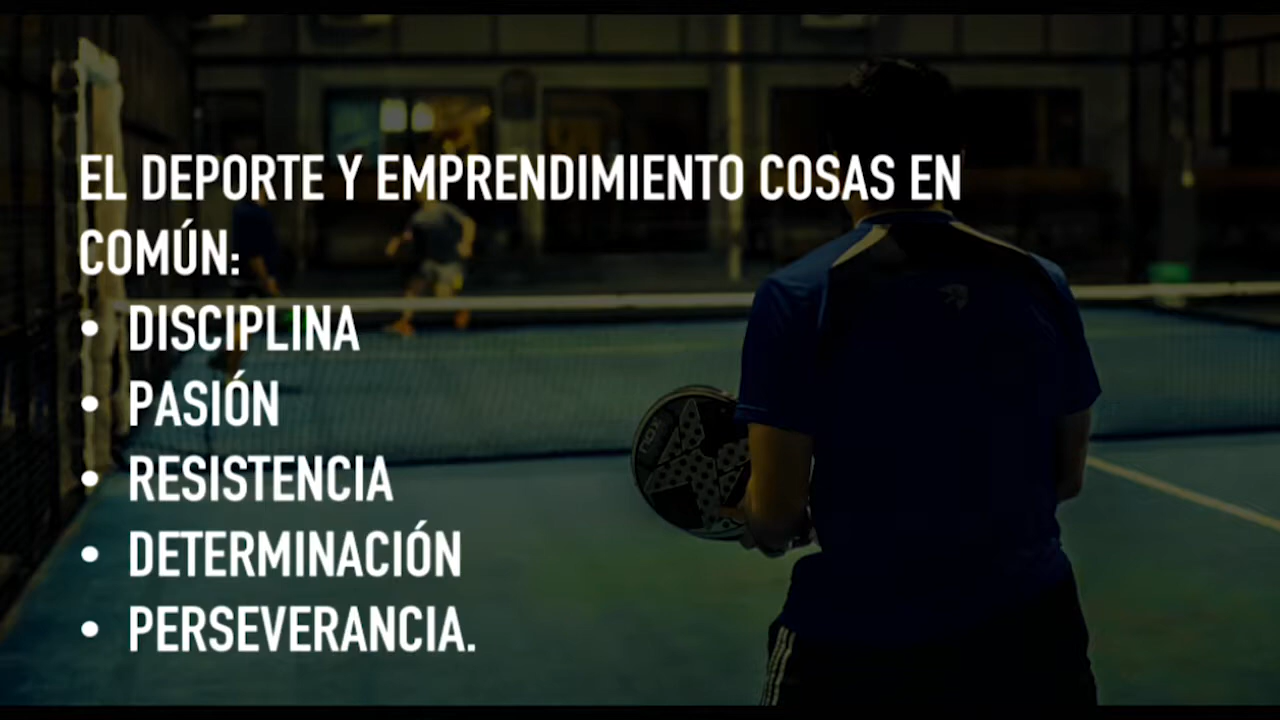 EL DEPORTE Y EMPRENDIMIENTO COSAS EN
COMÚN:
• DISCIPLINA
• PASIÓN
• RESISTENCIA
• DETERMINACIÓN
• PERSEVERANCIA.